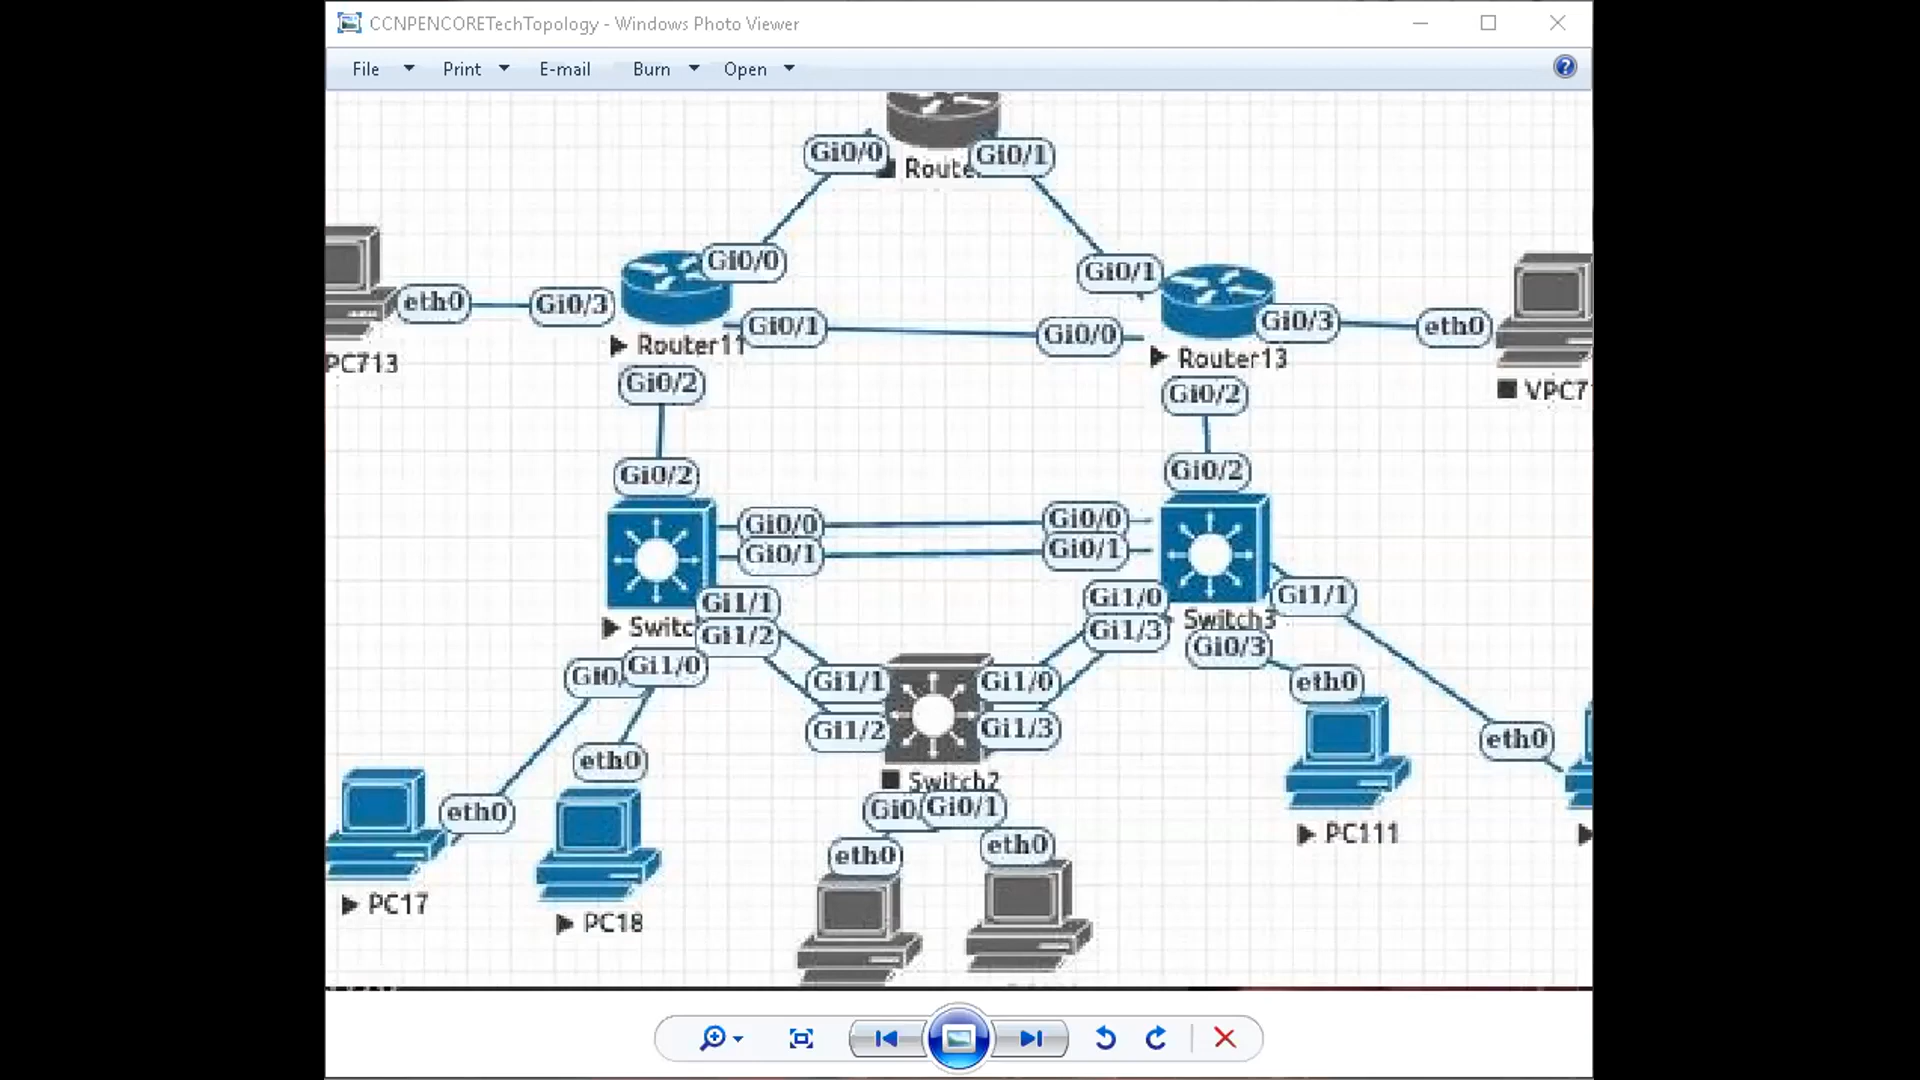 CCNPENCORETechTopology - Windows Photo Viewer
File Print E-mail Burn Open
Gi0/0 Gi0/1
Gi0/0 Gi0/1
eth0 Gi0/3 Gi0/3 eth0
Gi0/1 Gi0/0
Router11 Router13
PC713
Gi0/2 Gi0/2
Gi0/2 Gi0/2
Gi0/0 Gi0/0
Gi0/1 Gi0/1
Gi1/1 Gi1/0 Gi1/1
Gi1/2 Gi1/3 Switch3
Gi1/0 Gi0/3
Gi1/1 Gi1/0 eth0
Gi1/2 Gi1/3 eth0
eth0
Switch2
eth0 Gi0/1
PC111
eth0 eth0
PC17
PC18